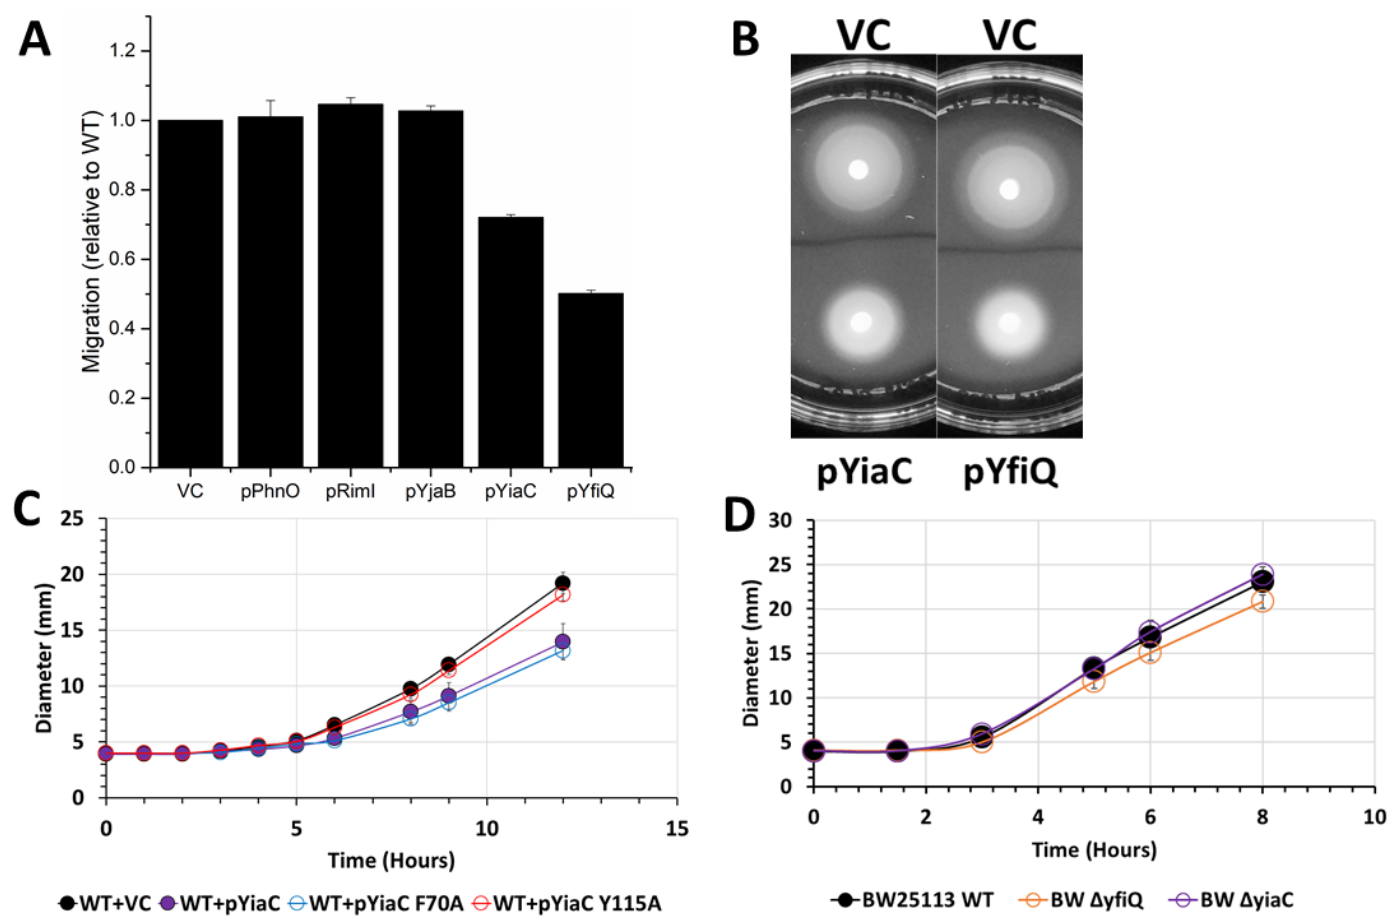 A
Migration (relative to WT)
1.2
1.0
0.8
0.6
0.4
0.2
0.0
VC pPhnO pRimI pYjaB pYiaC pYfiQ
B
VC VC
pYiaC pYfiQ
C
Diameter (mm)
25
20
15
10
5
0
0 5 10 15
Time (Hours)
WT+VC WT+pYiaC WT+pYiaC F70A WT+pYiaC Y115A
D
Diameter (mm)
30
25
20
15
10
5
0
0 2 4 6 8 10
Time (Hours)
BW25113 WT BW ΔyfiQ BW ΔyiaC